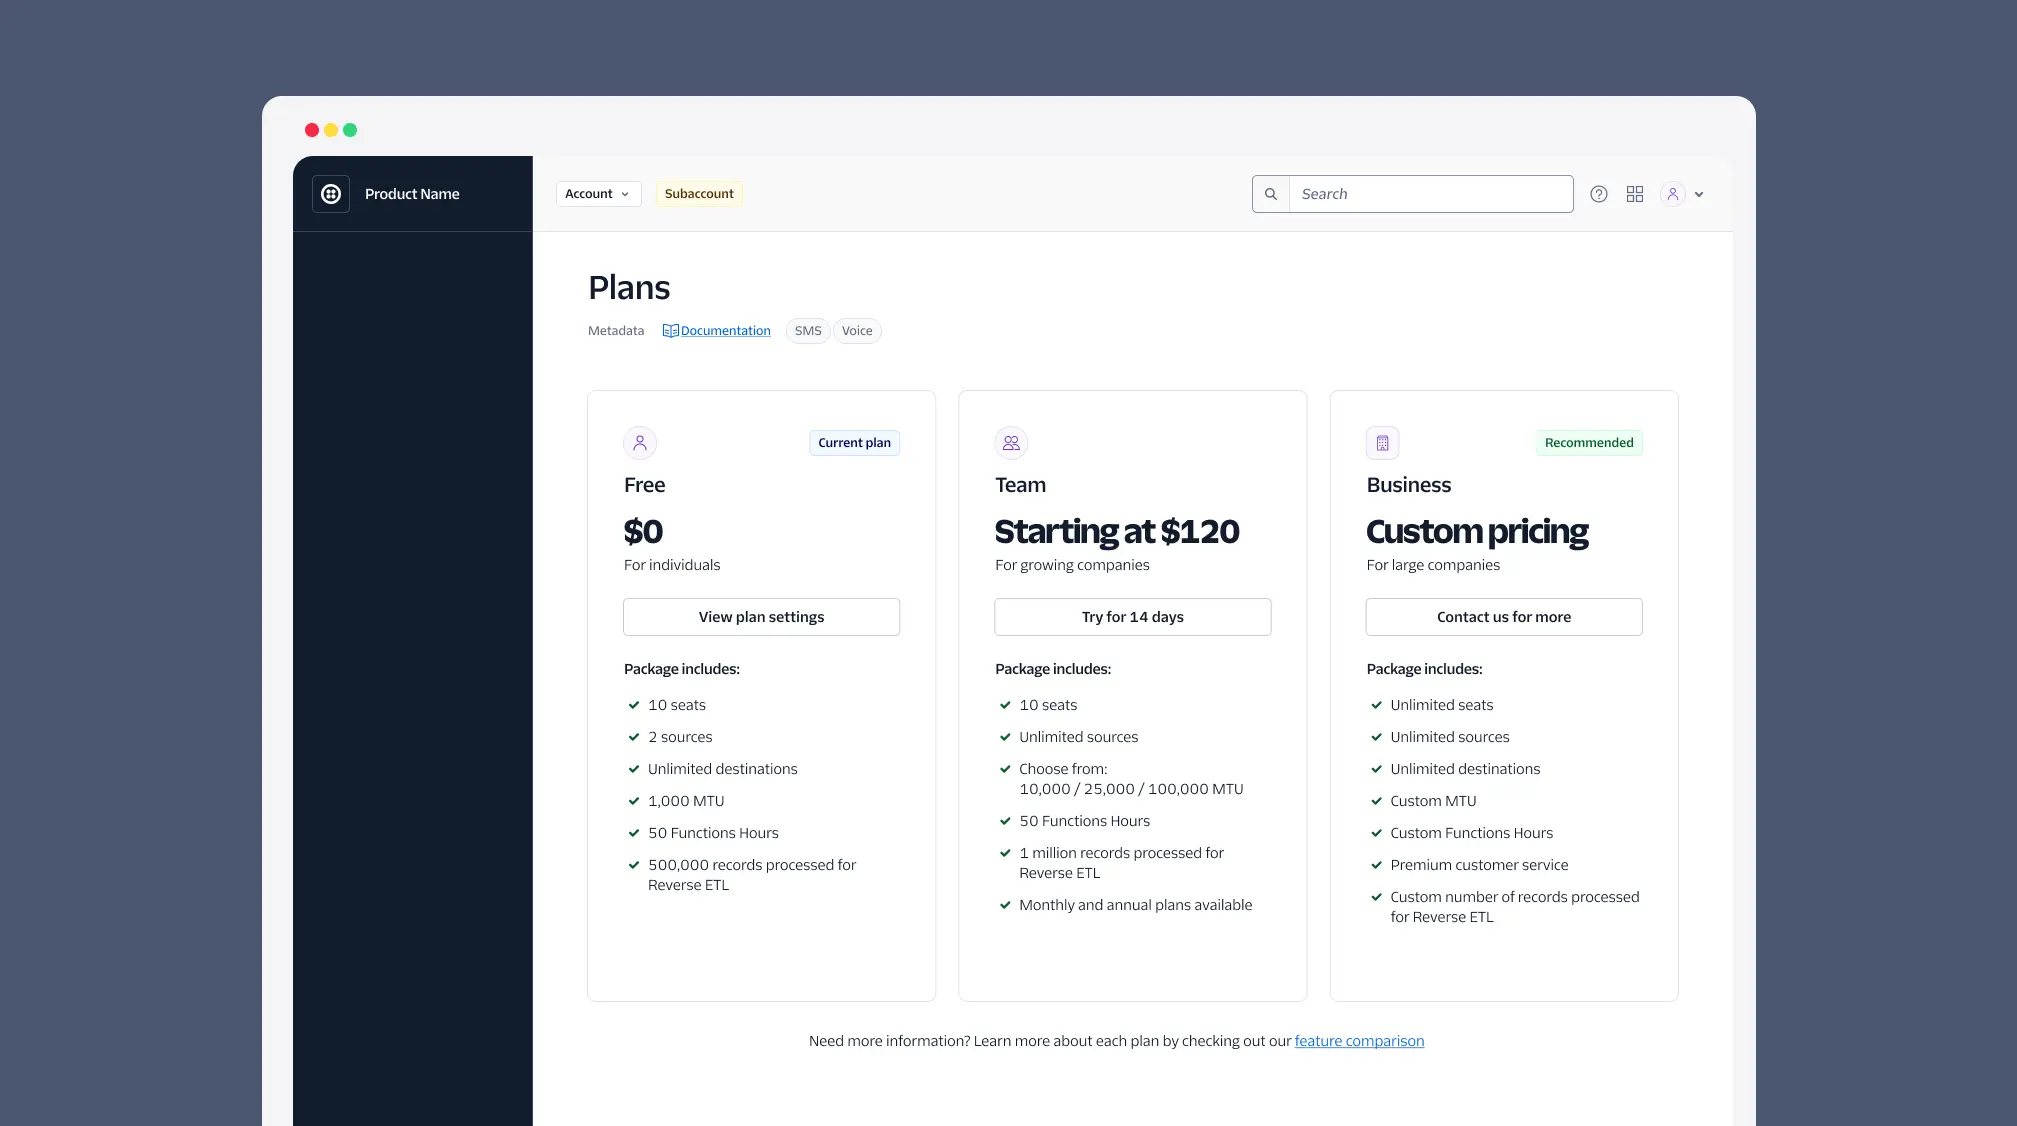 Product Name
Account
Subaccount
Search
Plans
Metadata
Documentation
SMS
Voice
Current plan
Free
$0
For individuals
View plan settings
Package includes:
10 seats
2 sources
Unlimited destinations
1,000 MTU
50 Functions Hours
500,000 records processed for
Reverse ETL
Team
Starting at $120
For growing companies
Try for 14 days
Package includes:
10 seats
Unlimited sources
Choose from:
10,000 / 25,000 / 100,000 MTU
50 Functions Hours
1 million records processed for
Reverse ETL
Monthly and annual plans available
Recommended
Business
Custom pricing
For large companies
Contact us for more
Package includes:
Unlimited seats
Unlimited sources
Unlimited destinations
Custom MTU
Custom Functions Hours
Premium customer service
Custom number of records processed
for Reverse ETL
Need more information? Learn more about each plan by checking out our feature comparison